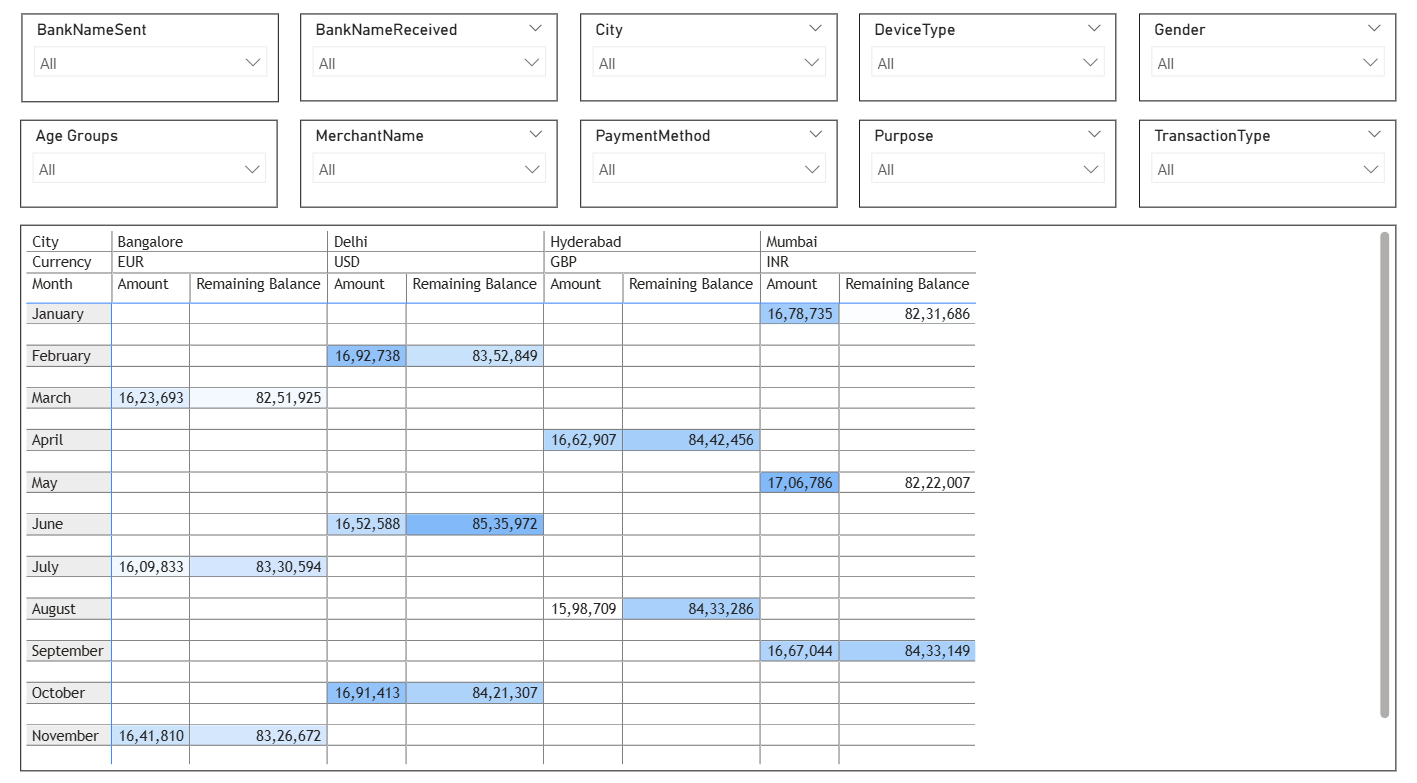 BankNameSent BankNameReceived City DeviceType Gender
All All All All All
Age Groups MerchantName PaymentMethod Purpose TransactionType
All All All All All
City Bangalore Delhi Hyderabad Mumbai
Currency EUR USD GBP INR
Month Amount Remaining Balance Amount Remaining Balance Amount Remaining Balance Amount Remaining Balance
January 16,78,735 82,31,686
February 16,92,738 83,52,849
March 16,23,693 82,51,925
April 16,62,907 84,42,456
May 17,06,786 82,22,007
June 16,52,588 85,35,972
July 16,09,833 83,30,594
August 15,98,709 84,33,286
September 16,67,044 84,33,149
October 16,91,413 84,21,307
November 16,41,810 83,26,672